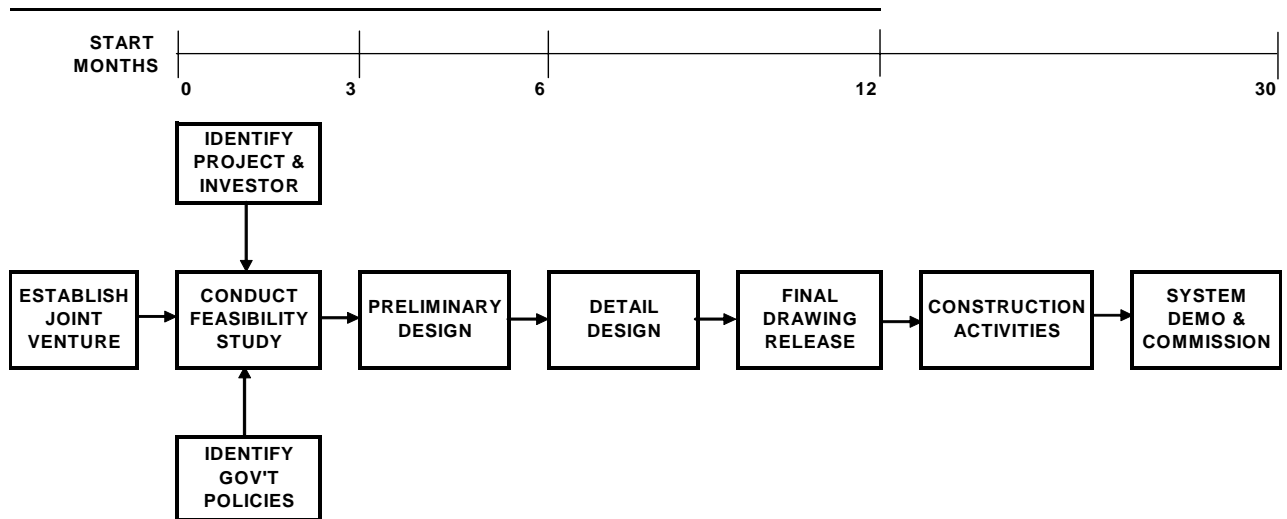 START
MONTHS
0 3 6 12 30
IDENTIFY
PROJECT &
INVESTOR
ESTABLISH
JOINT
VENTURE
CONDUCT
FEASIBILITY
STUDY
PRELIMINARY
DESIGN
DETAIL
DESIGN
FINAL
DRAWING
RELEASE
CONSTRUCTION
ACTIVITIES
SYSTEM
DEMO &
COMMISSION
IDENTIFY
GOV'T
POLICIES